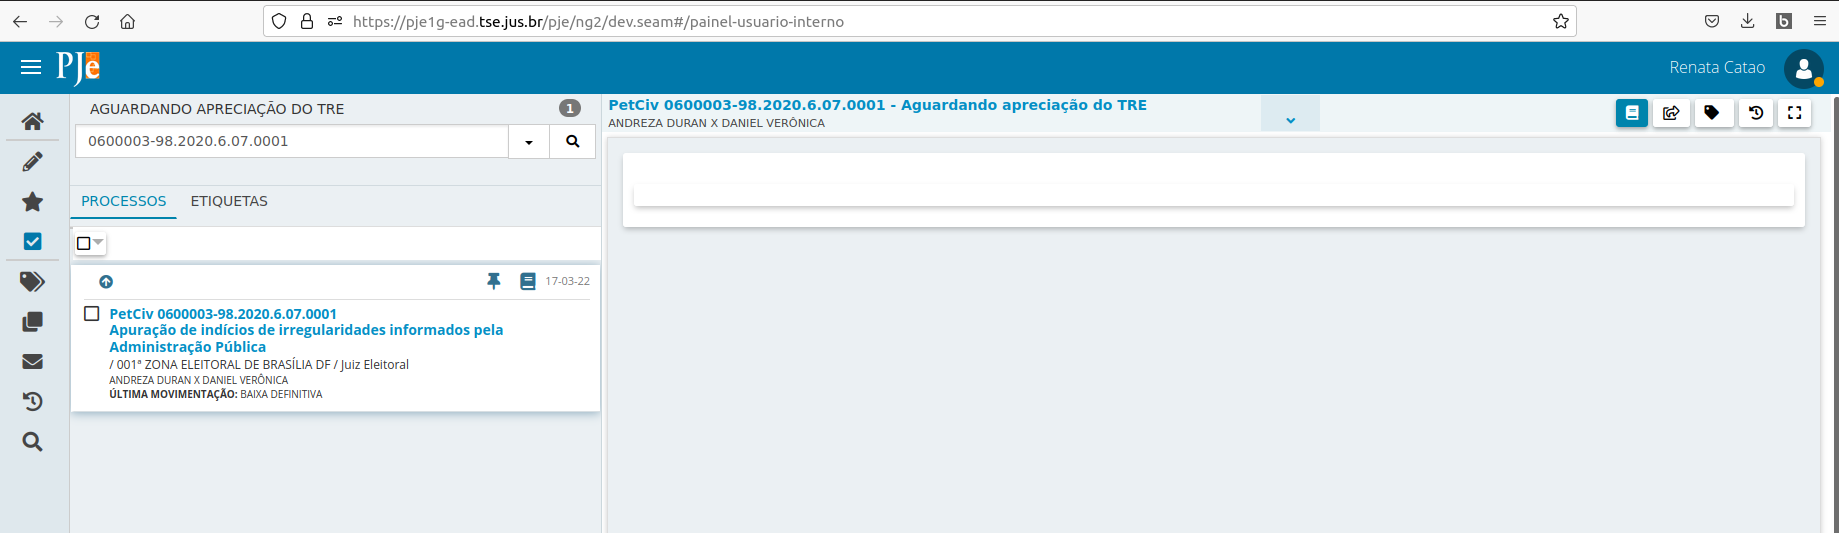 https://pje1g-ead.tse.jus.br/pje/ng2/dev.seam#/painel-usuario-interno
PJe
Renata Catao
AGUARDANDO APRECIAÇÃO DO TRE
1
0600003-98.2020.6.07.0001
PROCESSOS
ETIQUETAS
17-03-22
PetCiv 0600003-98.2020.6.07.0001
Apuração de indícios de irregularidades informados pela
Administração Pública
/ 001ª ZONA ELEITORAL DE BRASÍLIA DF / Juiz Eleitoral
ANDREZA DURAN X DANIEL VERÔNICA
ÚLTIMA MOVIMENTAÇÃO: BAIXA DEFINITIVA
PetCiv 0600003-98.2020.6.07.0001 - Aguardando apreciação do TRE
ANDREZA DURAN X DANIEL VERÔNICA